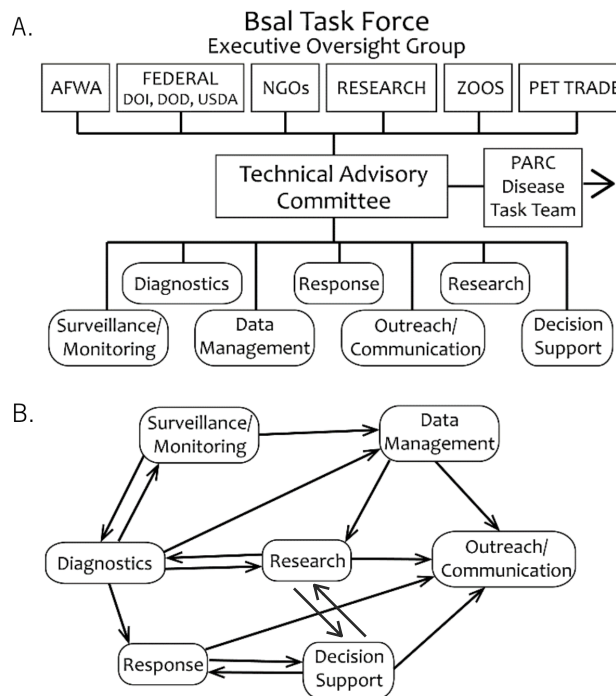 A.
Bsal Task Force
Executive Oversight Group
AFWA
FEDERAL
DOI, DOD, USDA
NGOs
RESEARCH
ZOOS
PET TRADE
Technical Advisory
Committee
PARC
Disease
Task Team
Diagnostics
Response
Research
Surveillance/
Monitoring
Data
Management
Outreach/
Communication
Decision
Support
B.
Surveillance/
Monitoring
Data
Management
Diagnostics
Research
Outreach/
Communication
Response
Decision
Support